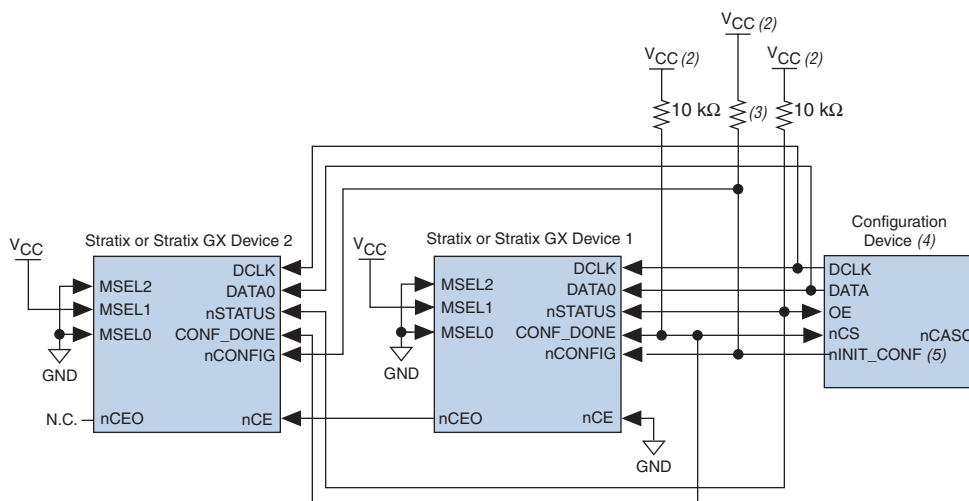 VCC (2)
VCC (2)
VCC (2)
10 kΩ
(3)
10 kΩ
Configuration
Device (4)
VCC
Stratix or Stratix GX Device 2
VCC
Stratix or Stratix GX Device 1
MSEL2
MSEL1
MSEL0
GND
DCLK
DATA0
nSTATUS
CONF_DONE
nCONFIG
N.C.
nCEO
nCE
MSEL2
MSEL1
MSEL0
GND
DCLK
DATA0
nSTATUS
CONF_DONE
nCONFIG
nCEO
nCE
GND
DCLK
DATA
OE
nCS
nCASC
nINIT_CONF (5)